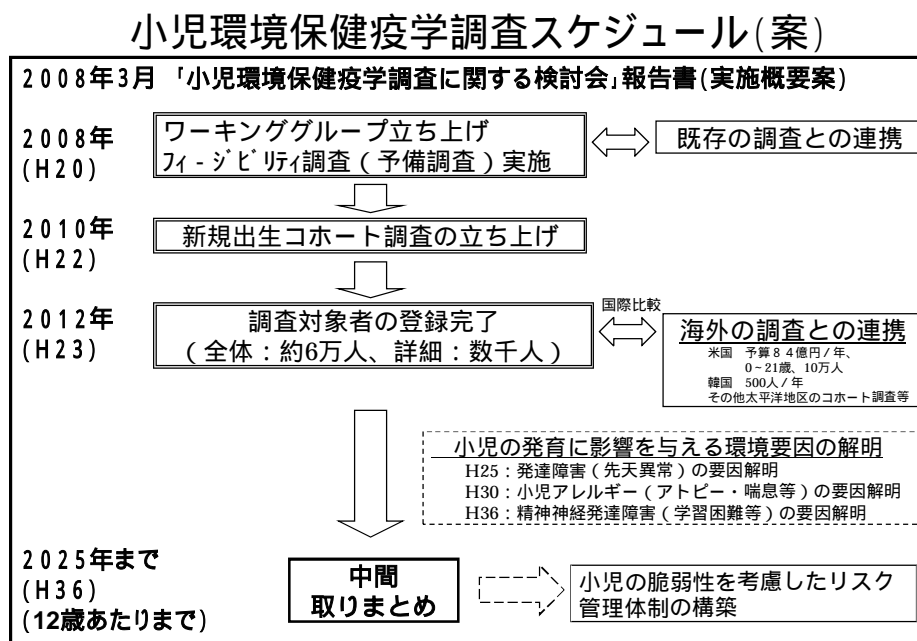 小児環境保健疫学調査スケジュール(案)
2008年3月 「小児環境保健疫学調査に関する検討会」報告書(実施概要案)
2008年
(H20)
ワーキンググループ立ち上げ
フィ-ジビリティ調査(予備調査)実施
既存の調査との連携
2010年
(H22)
新規出生コホート調査の立ち上げ
2012年
(H23)
調査対象者の登録完了
(全体:約6万人、詳細:数千人)
国際比較
海外の調査との連携
米国 予算84億円/年、
0~21歳、10万人
韓国 500人/年
その他太平洋地区のコホート調査等
小児の発育に影響を与える環境要因の解明
H25:発達障害(先天異常)の要因解明
H30:小児アレルギー(アトピー・喘息等)の要因解明
H36:精神神経発達障害(学習困難等)の要因解明
2025年まで
(H36)
(12歳あたりまで)
中間
取りまとめ
小児の脆弱性を考慮したリスク
管理体制の構築